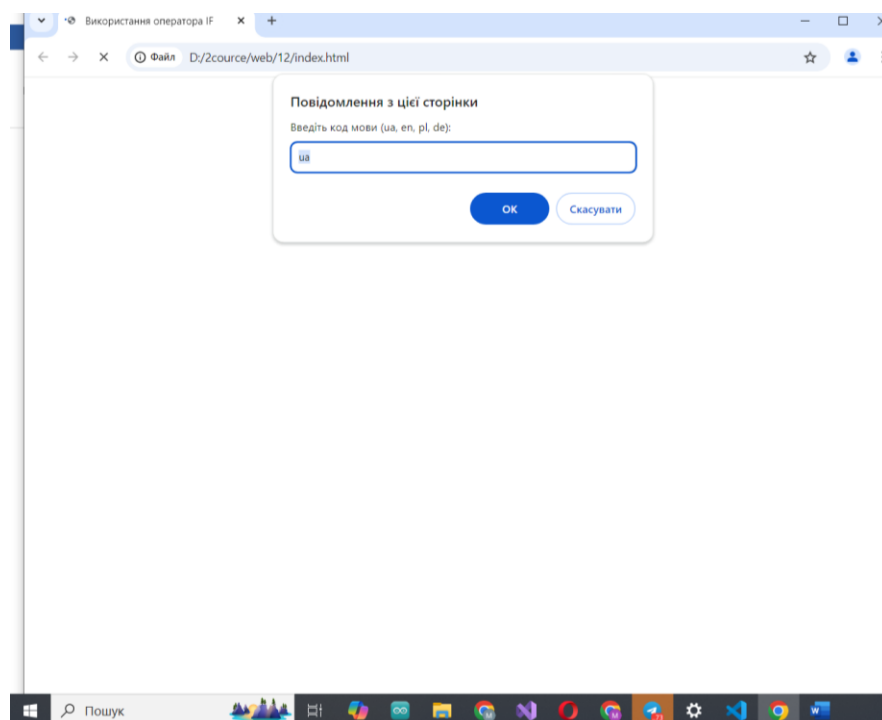 Використання оператора IF
Файл D:/2cource/web/12/index.html
Повідомлення з цієї сторінки
Введіть код мови (ua, en, pl, de):
ua
ОК Скасувати
Пошук